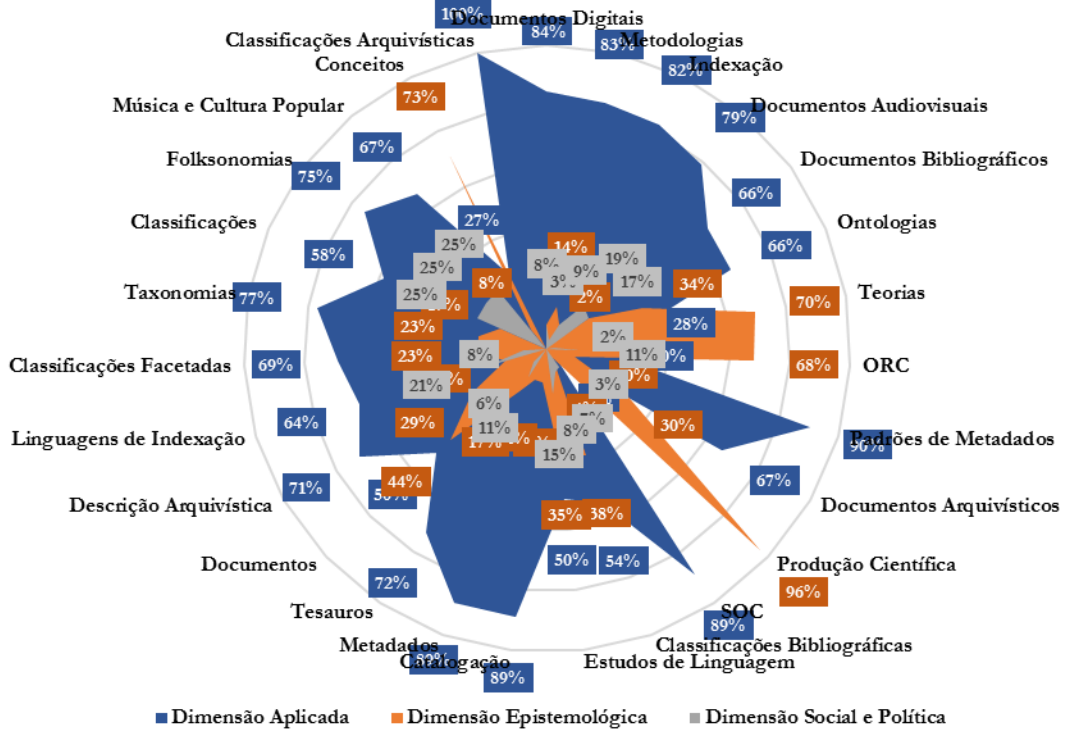 100%
Documentos Digitais
84%
83%
Metodologias
Classificações Arquivísticas
Conceitos
82%
Indexação
73%
Música e Cultura Popular
79%
Documentos Audiovisuais
67%
Folksonomias
75%
Documentos Bibliográficos
66%
Classificações
27%
Ontologias
58%
25%
14%
19%
66%
25%
8%
9%
3%
17%
8%
2%
34%
Taxonomias
77%
25%
70%
Teorias
23%
28%
2%
Classificações Facetadas
69%
23%
8%
11%
68%
ORC
21%
3%
Linguagens de Indexação
64%
29%
6%
11%
7%
8%
30%
Padrões de Metadados
90%
17%
15%
Descrição Arquivística
71%
44%
67%
Documentos Arquivísticos
35%
38%
Documentos
72%
50%
54%
Produção Científica
96%
Tesauros
SOC
89%
Metadados
Classificações Bibliográficas
Catalogação
89%
Estudos de Linguagem
Dimensão Aplicada
Dimensão Epistemológica
Dimensão Social e Política